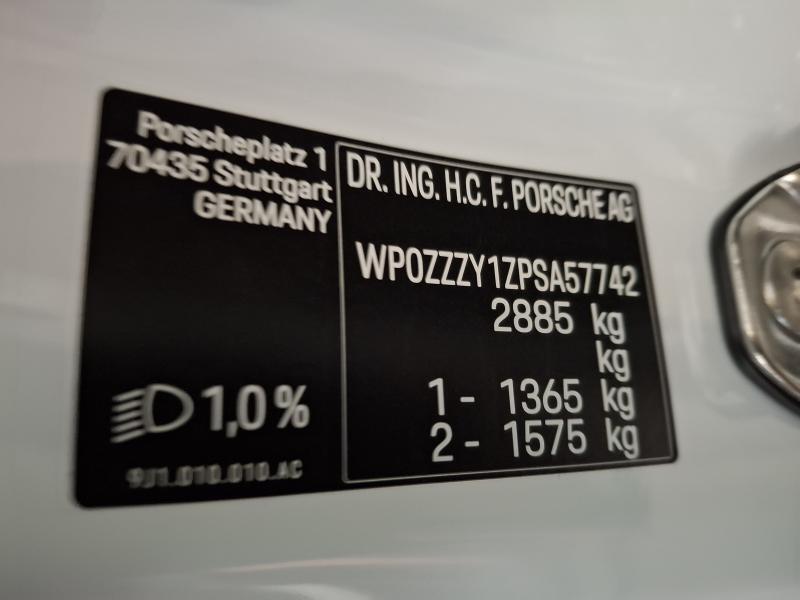 Porscheplatz 1
70435 Stuttgart
GERMANY
DR. ING. H.C. F. PORSCHE AG
WP0ZZZY1ZPSA57742
2885 kg
kg
1 - 1365 kg
2 - 1575 kg
1,0 %
9J1.010.010.AC